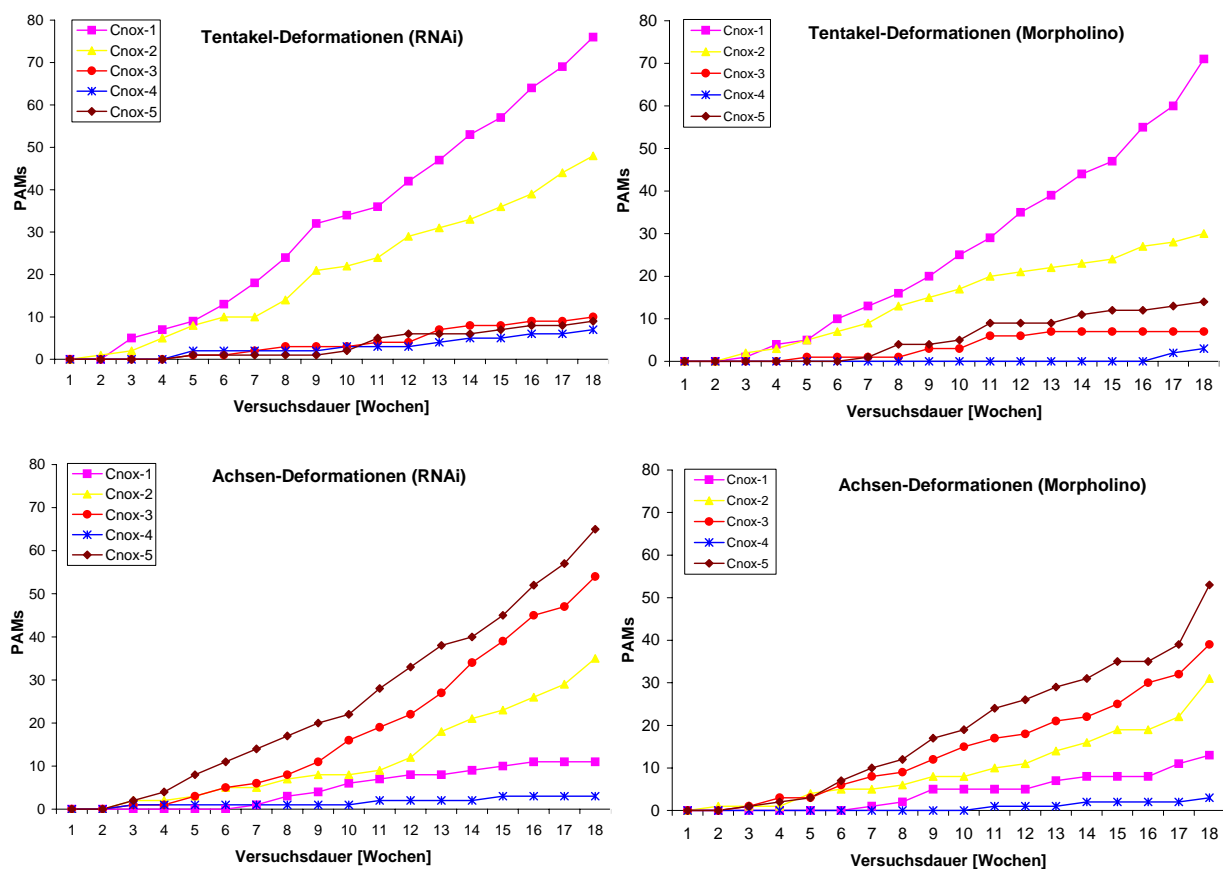 Tentakel-Deformationen (RNAi)
Cnox-1
Cnox-2
Cnox-3
Cnox-4
Cnox-5
PAMs
80
70
60
50
40
30
20
10
0
1 2 3 4 5 6 7 8 9 10 11 12 13 14 15 16 17 18
Versuchsdauer [Wochen]
Tentakel-Deformationen (Morpholino)
Cnox-1
Cnox-2
Cnox-3
Cnox-4
Cnox-5
PAMs
80
70
60
50
40
30
20
10
0
1 2 3 4 5 6 7 8 9 10 11 12 13 14 15 16 17 18
Versuchsdauer [Wochen]
Achsen-Deformationen (RNAi)
Cnox-1
Cnox-2
Cnox-3
Cnox-4
Cnox-5
PAMs
80
70
60
50
40
30
20
10
0
1 2 3 4 5 6 7 8 9 10 11 12 13 14 15 16 17 18
Versuchsdauer [Wochen]
Achsen-Deformationen (Morpholino)
Cnox-1
Cnox-2
Cnox-3
Cnox-4
Cnox-5
PAMs
80
70
60
50
40
30
20
10
0
1 2 3 4 5 6 7 8 9 10 11 12 13 14 15 16 17 18
Versuchsdauer [Wochen]